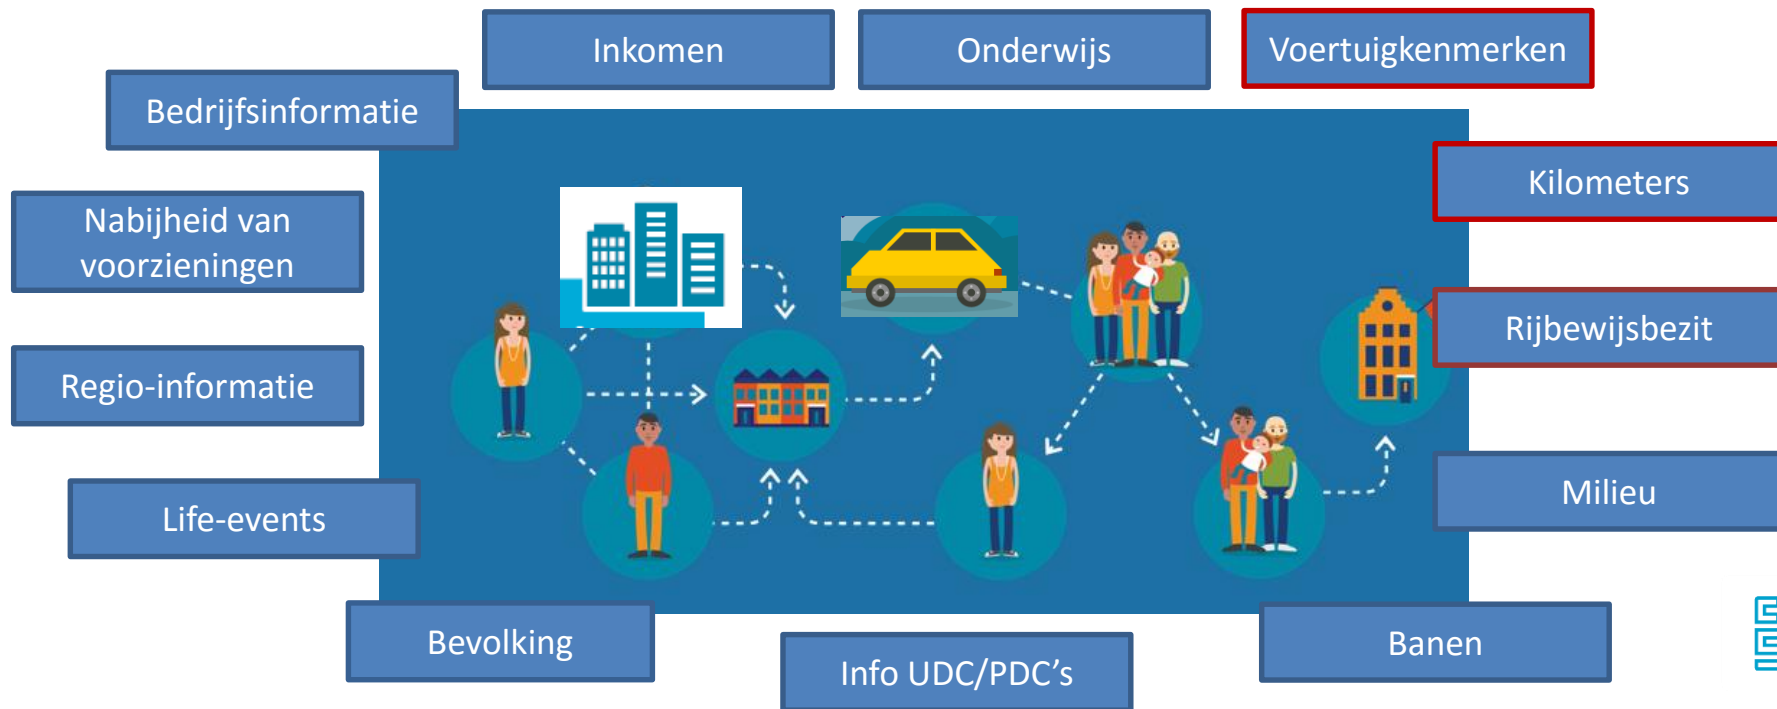 Inkomen
Onderwijs
Voertuigkenmerken
Bedrijfsinformatie
Kilometers
Nabijheid van
voorzieningen
Rijbewijsbezit
Regio-informatie
Milieu
Life-events
Bevolking
Banen
Info UDC/PDC’s